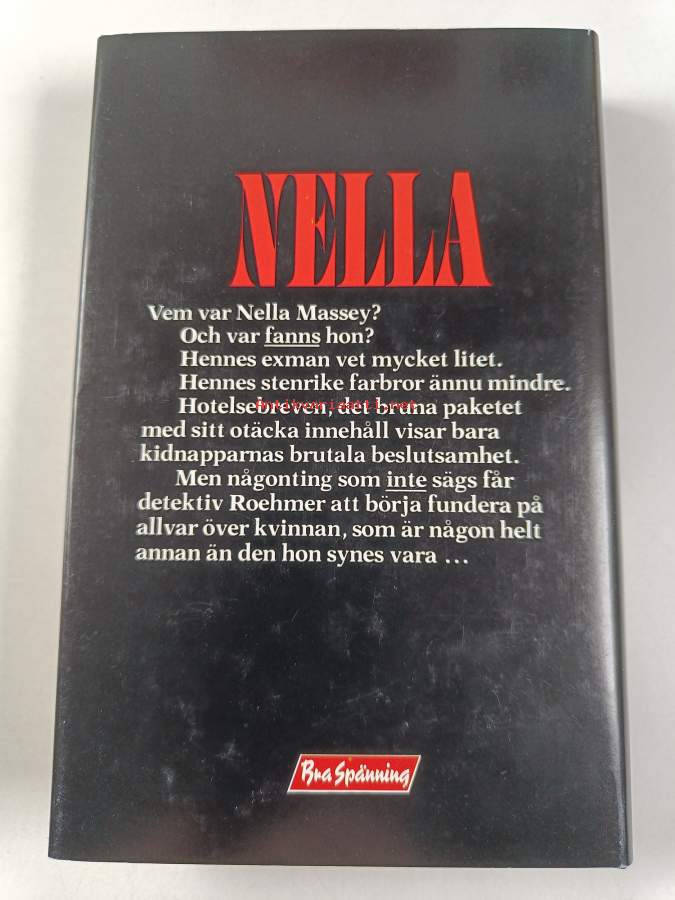 NELLA
Vem var Nella Massey?
Och var fanns hon?
Hennes exman vet mycket litet.
Hennes stenrike farbror ännu mindre.
Hotelsebreven, det bruna paketet
med sitt otäcka innehåll visar bara
kidnapparnas brutala beslutsamhet.
Men någonting som inte sägs får
detektiv Roehmer att börja fundera på
allvar över kvinnan, som är någon helt
annan än den hon synes vara ...
Bra Spänning